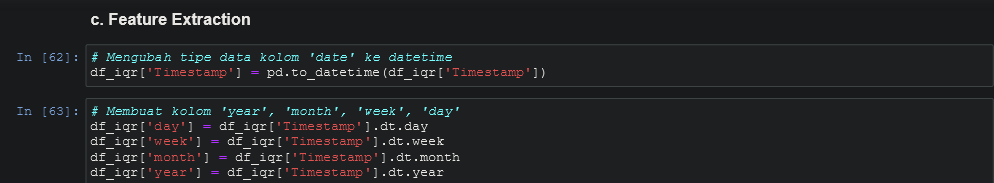 c. Feature Extraction
In [62]: # Mengubah tipe data kolom 'date' ke datetime
df_iqr['Timestamp'] = pd.to_datetime(df_iqr['Timestamp'])
In [63]: # Membuat kolom 'year', 'month', 'week', 'day'
df_iqr['day'] = df_iqr['Timestamp'].dt.day
df_iqr['week'] = df_iqr['Timestamp'].dt.week
df_iqr['month'] = df_iqr['Timestamp'].dt.month
df_iqr['year'] = df_iqr['Timestamp'].dt.year